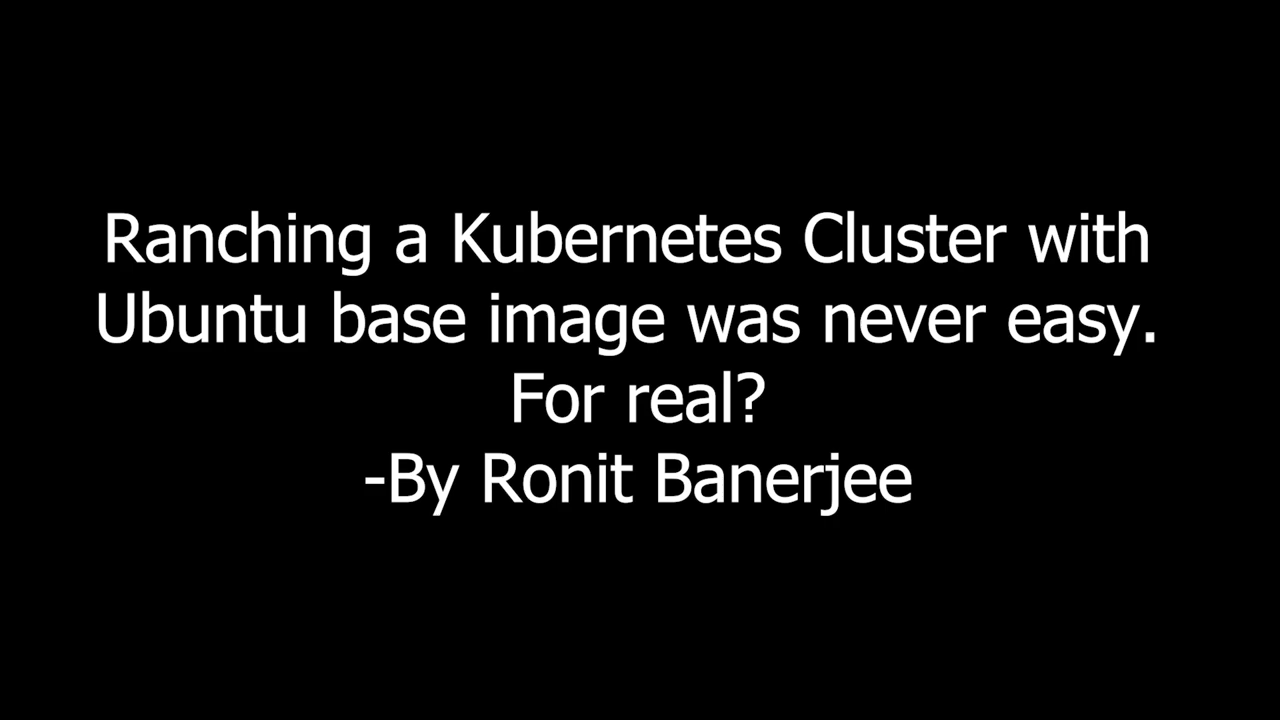 Ranching a Kubernetes Cluster with
Ubuntu base image was never easy.
For real?
-By Ronit Banerjee